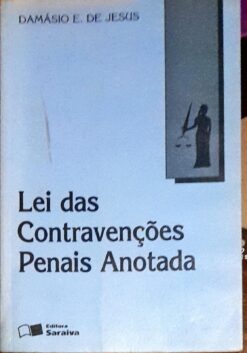 DAMÁSIO E. DE JESUS
Lei das
Contravenções
Penais Anotada
Editora
Saraiva